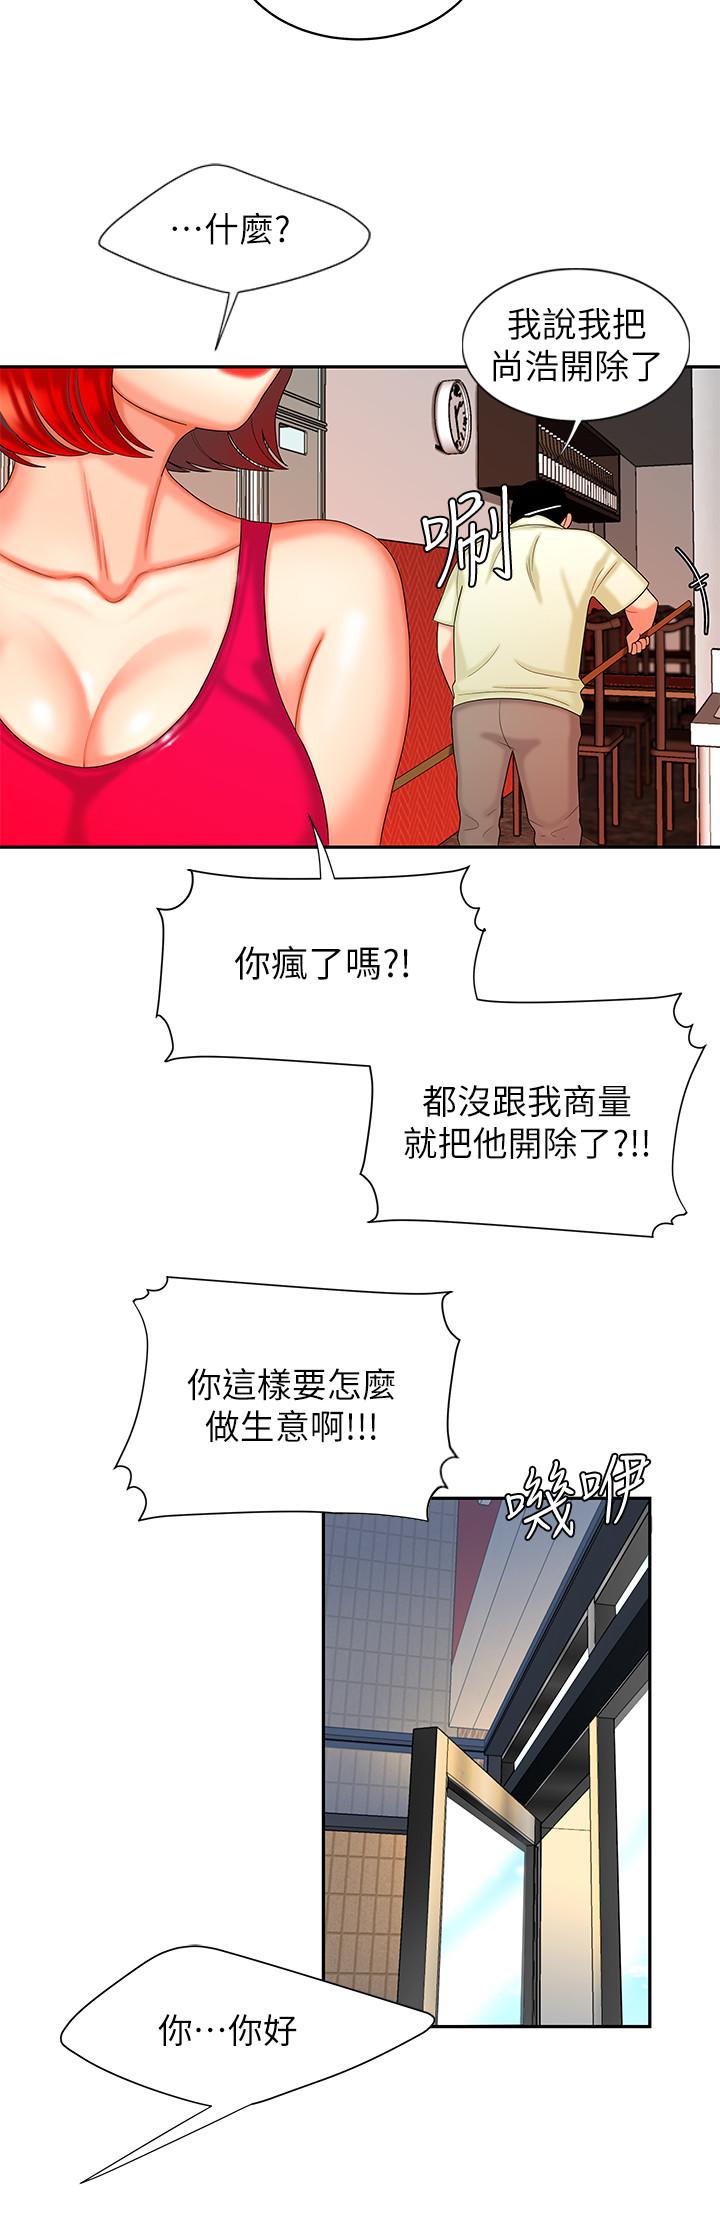 …什麼?
我說我把
尚浩開除了
唰
你瘋了嗎?!
都沒跟我商量
就把他開除了?!!
你這樣要怎麼
做生意啊!!!
嘰咿
你…你好